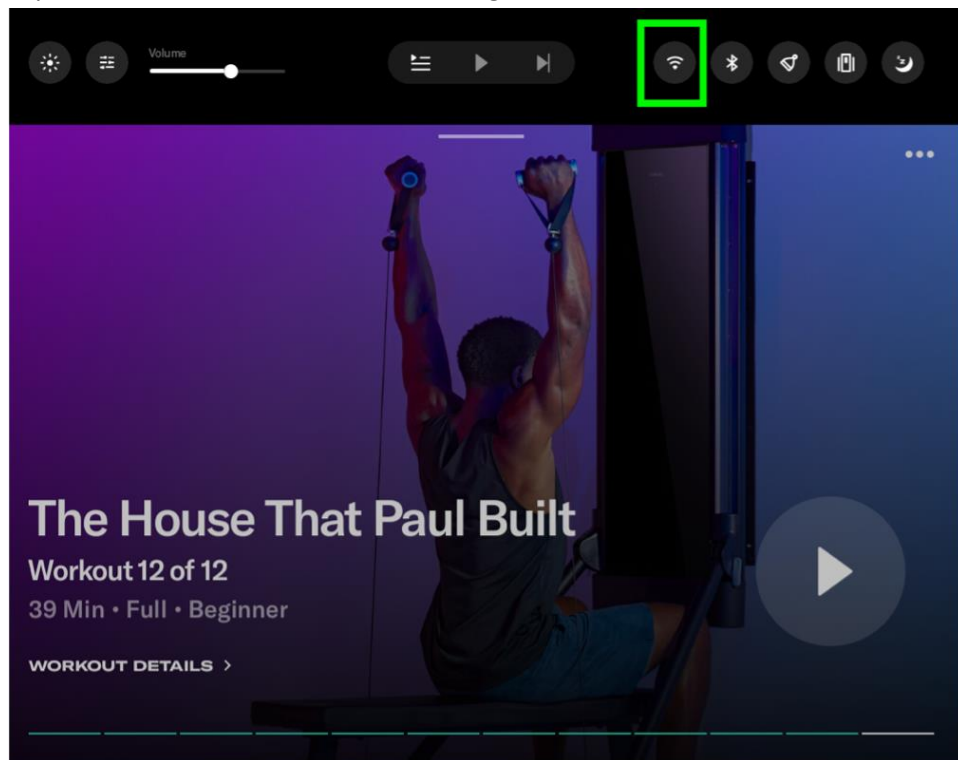 Volume
The House That Paul Built
Workout 12 of 12
39 Min • Full • Beginner
WORKOUT DETAILS >